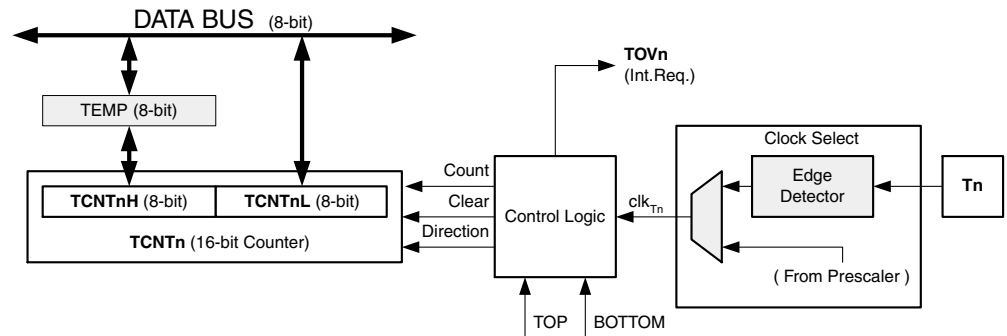 DATA BUS (8-bit)
TOVn
(Int.Req.)
TEMP (8-bit)
Clock Select
Count
Edge
Detector
Tn
TCNTnH (8-bit) TCNTnL (8-bit)
Clear
Control Logic
clkTn
TCNTn (16-bit Counter)
Direction
( From Prescaler )
TOP
BOTTOM